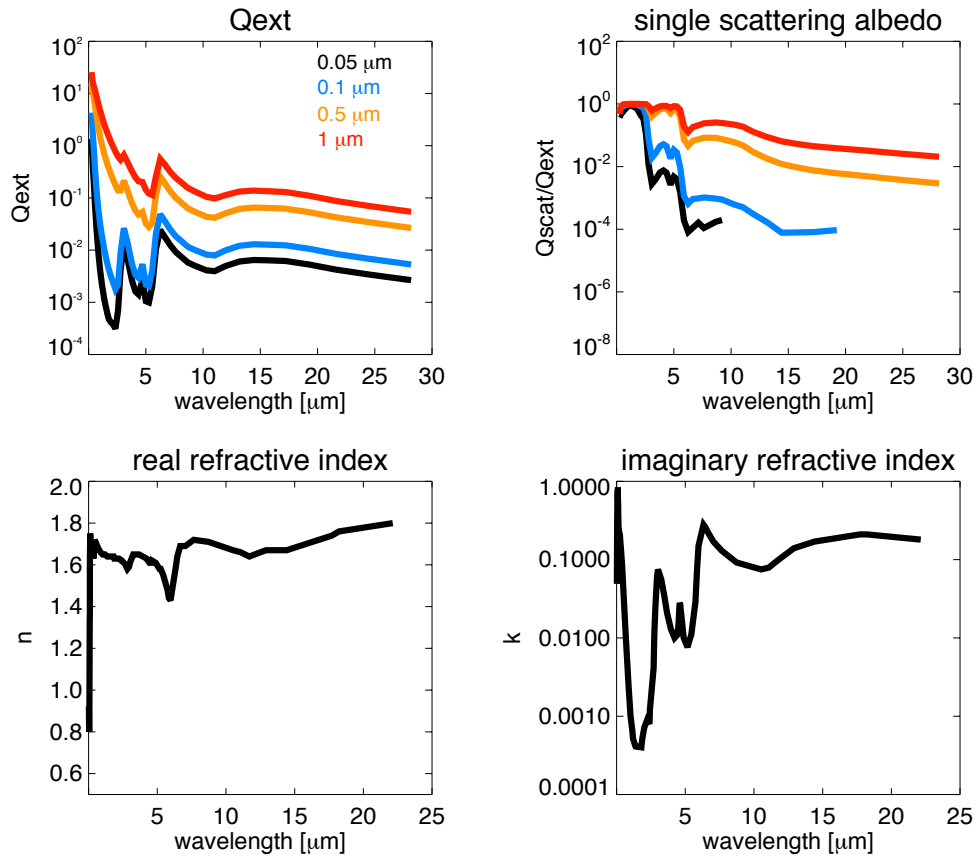 Qext
10²
10¹
10⁰
10⁻¹
10⁻²
10⁻³
10⁻⁴
Qext
0.05 μm
0.1 μm
0.5 μm
1 μm
5 10 15 20 25 30
wavelength [μm]
single scattering albedo
10²
10⁰
10⁻²
10⁻⁴
10⁻⁶
10⁻⁸
Qscat/Qext
5 10 15 20 25 30
wavelength [μm]
real refractive index
2.0
1.8
1.6
1.4
1.2
1.0
0.8
0.6
n
5 10 15 20 25
wavelength [μm]
imaginary refractive index
1.0000
0.1000
0.0100
0.0010
0.0001
k
5 10 15 20 25
wavelength [μm]